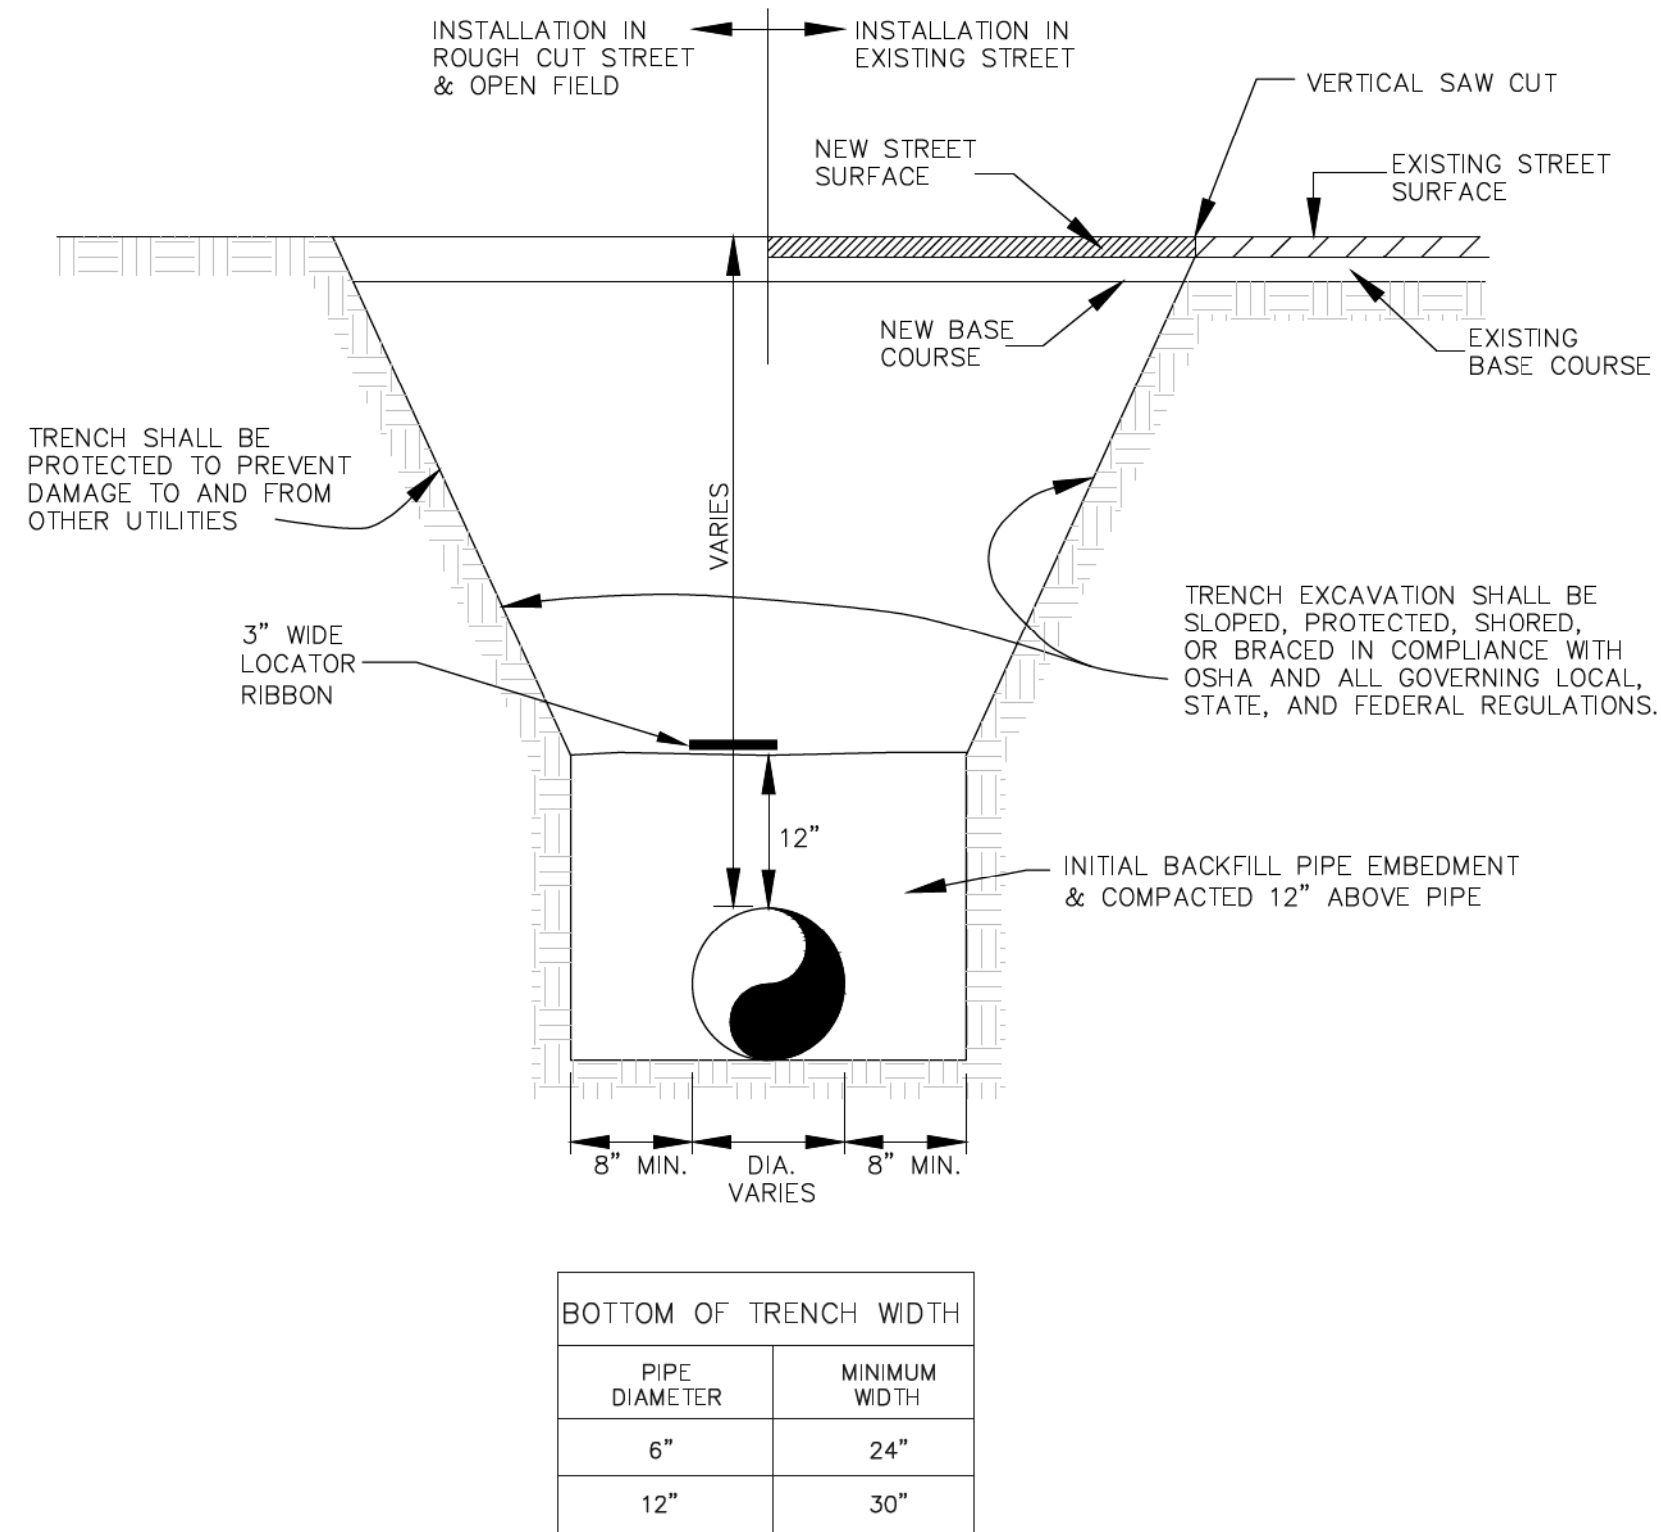 INSTALLATION IN
ROUGH CUT STREET
& OPEN FIELD
INSTALLATION IN
EXISTING STREET
VERTICAL SAW CUT
NEW STREET
SURFACE
EXISTING STREET
SURFACE
NEW BASE
COURSE
EXISTING
BASE COURSE
TRENCH SHALL BE
PROTECTED TO PREVENT
DAMAGE TO AND FROM
OTHER UTILITIES
VARIES
3” WIDE
LOCATOR
RIBBON
TRENCH EXCAVATION SHALL BE
SLOPED, PROTECTED, SHORED,
OR BRACED IN COMPLIANCE WITH
OSHA AND ALL GOVERNING LOCAL,
STATE, AND FEDERAL REGULATIONS.
12”
INITIAL BACKFILL PIPE EMBEDMENT
& COMPACTED 12” ABOVE PIPE
8” MIN.
DIA.
VARIES
8” MIN.
BOTTOM OF TRENCH WIDTH
PIPE
DIAMETER
MINIMUM
WIDTH
6”
24”
12”
30”